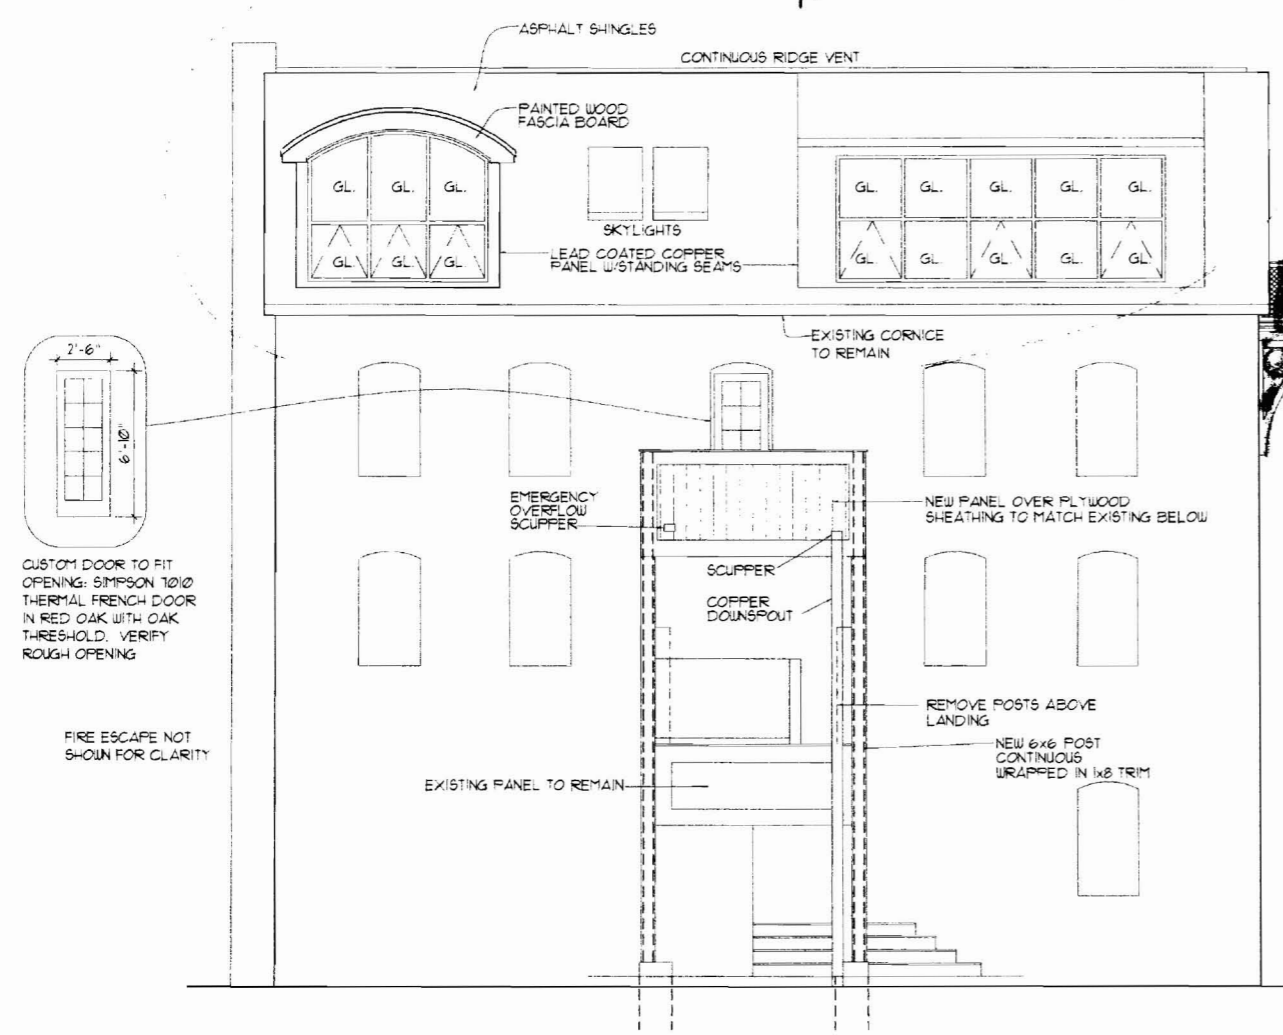 ASPHALT SHINGLES
CONTINUOUS RIDGE VENT
PAINTED WOOD
FASCIA BOARD
GL. GL. GL.
GL. GL. GL. GL. GL.
SKYLIGHTS
LEAD COATED COPPER
PANEL W/STANDING SEAMS
GL. GL. GL.
GL. GL. GL. GL. GL.
EXISTING CORNICE
TO REMAIN
2'-6"
6'-10"
EMERGENCY
OVERFLOW
SCUPPER
NEW PANEL OVER PLYWOOD
SHEATHING TO MATCH EXISTING BELOW
CUSTOM DOOR TO FIT
OPENING: SIMPSON 7010
THERMAL FRENCH DOOR
IN RED OAK WITH OAK
THRESHOLD. VERIFY
ROUGH OPENING
SCUPPER
COPPER
DOWNSPOUT
REMOVE POSTS ABOVE
LANDING
FIRE ESCAPE NOT
SHOWN FOR CLARITY
NEW 6x6 POST
CONTINUOUS
WRAPPED IN 1x8 TRIM
EXISTING PANEL TO REMAIN